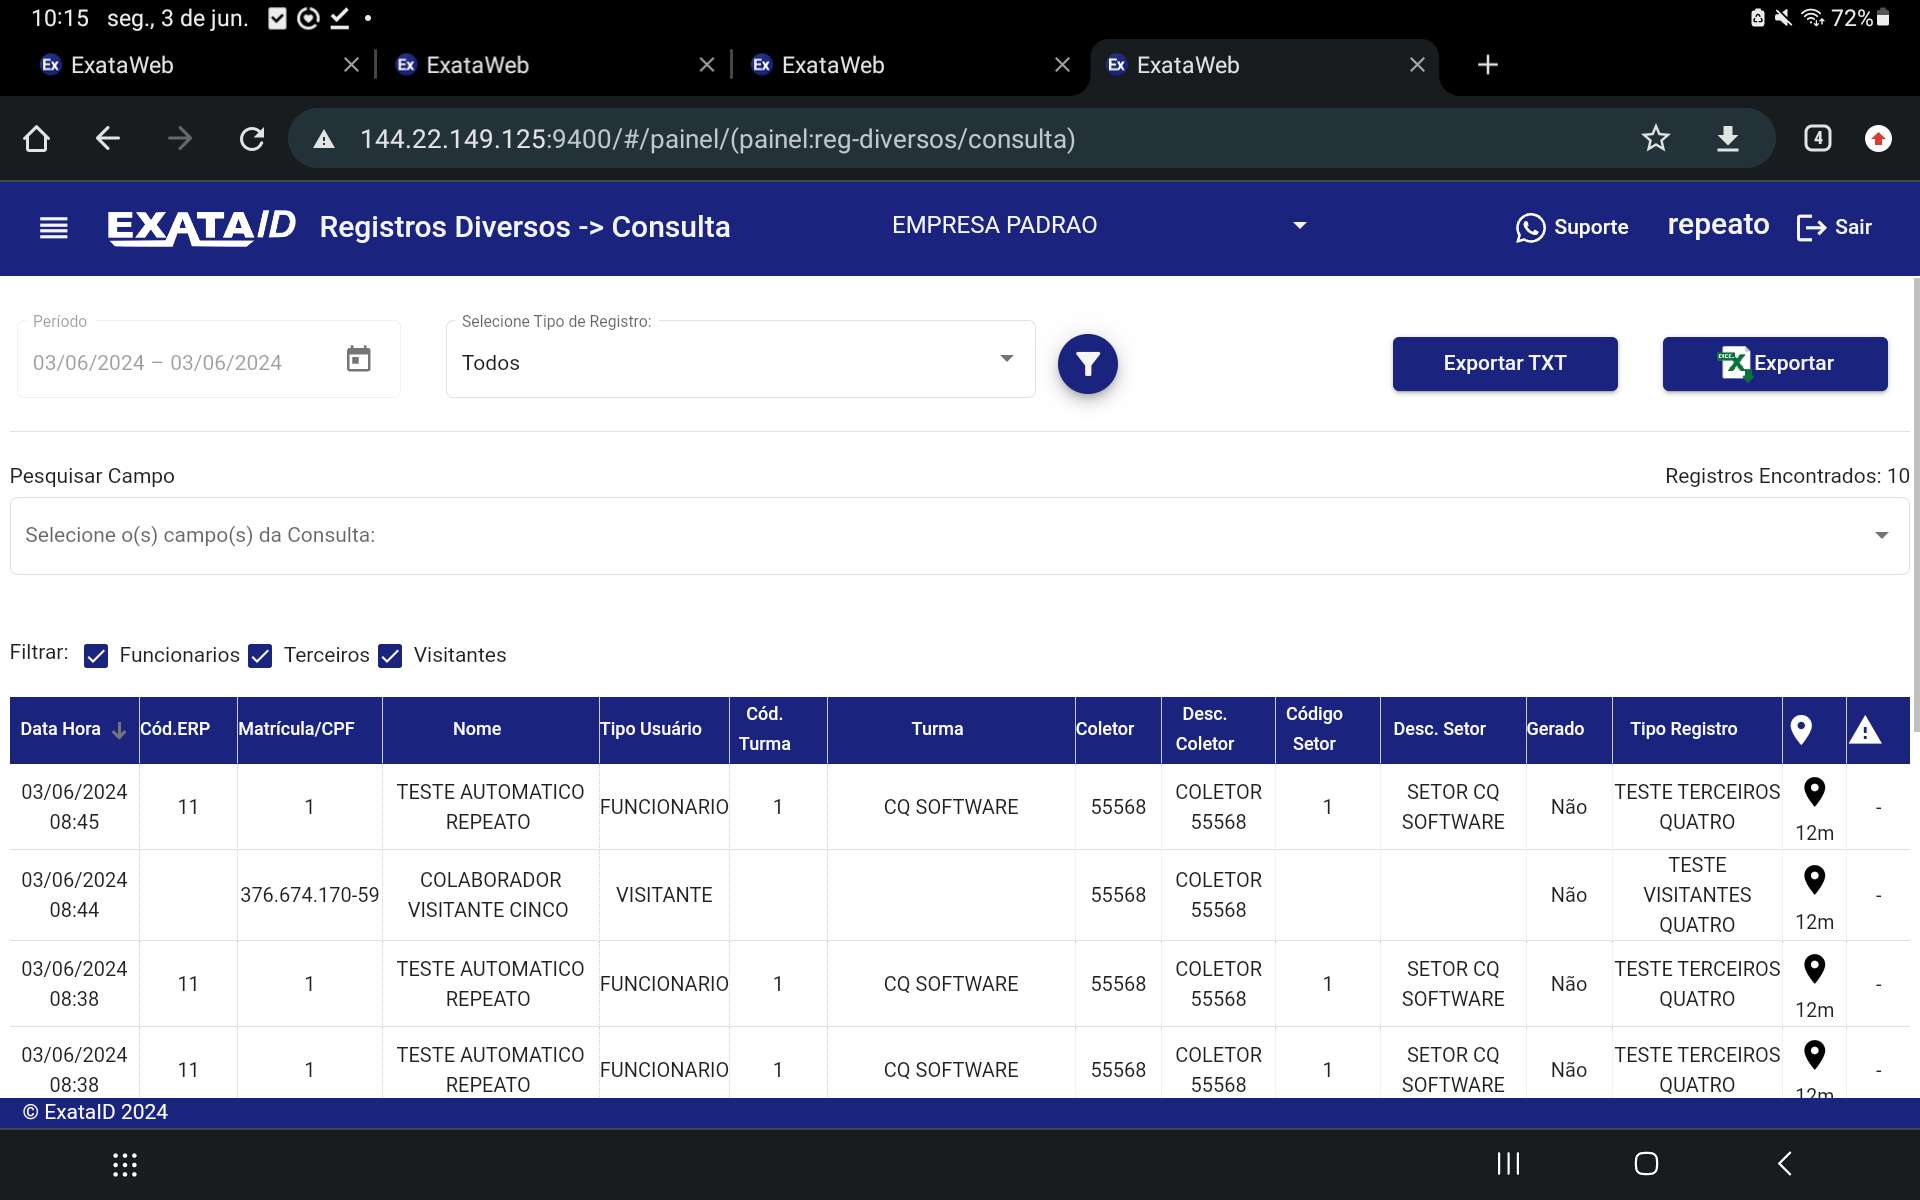 10:15 seg., 3 de jun. 72%
Ex ExataWeb Ex ExataWeb Ex ExataWeb Ex ExataWeb
144.22.149.125:9400/#/painel/(painel:reg-diversos/consulta) 4
EXATA/D Registros Diversos -> Consulta EMPRESA PADRAO Suporte repeato Sair
Período Selecione Tipo de Registro:
03/06/2024 – 03/06/2024 Todos Exportar TXT Exportar
Pesquisar Campo Registros Encontrados: 10
Selecione o(s) campo(s) da Consulta:
Filtrar: Funcionarios Terceiros Visitantes
Data Hora Cód.ERP Matrícula/CPF Nome Tipo Usuário Cód. Turma Turma Coletor Desc. Coletor Código Setor Desc. Setor Gerado Tipo Registro
03/06/2024 08:45 11 1 TESTE AUTOMATICO REPEATO FUNCIONARIO 1 CQ SOFTWARE 55568 COLETOR 55568 1 SETOR CQ SOFTWARE Não TESTE TERCEIROS QUATRO 12m -
03/06/2024 08:44 376.674.170-59 COLABORADOR VISITANTE CINCO VISITANTE 55568 COLETOR 55568 Não TESTE VISITANTES QUATRO 12m -
03/06/2024 08:38 11 1 TESTE AUTOMATICO REPEATO FUNCIONARIO 1 CQ SOFTWARE 55568 COLETOR 55568 1 SETOR CQ SOFTWARE Não TESTE TERCEIROS QUATRO 12m -
03/06/2024 08:38 11 1 TESTE AUTOMATICO REPEATO FUNCIONARIO 1 CQ SOFTWARE 55568 COLETOR 55568 1 SETOR CQ SOFTWARE Não TESTE TERCEIROS QUATRO 12m -
© ExataID 2024